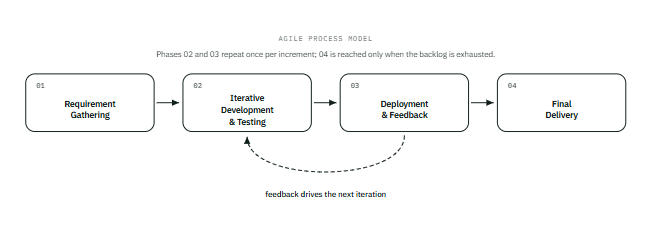 AGILE PROCESS MODEL
Phases 02 and 03 repeat once per increment; 04 is reached only when the backlog is exhausted.
01
Requirement
Gathering
02
Iterative
Development
& Testing
03
Deployment
& Feedback
04
Final
Delivery
feedback drives the next iteration